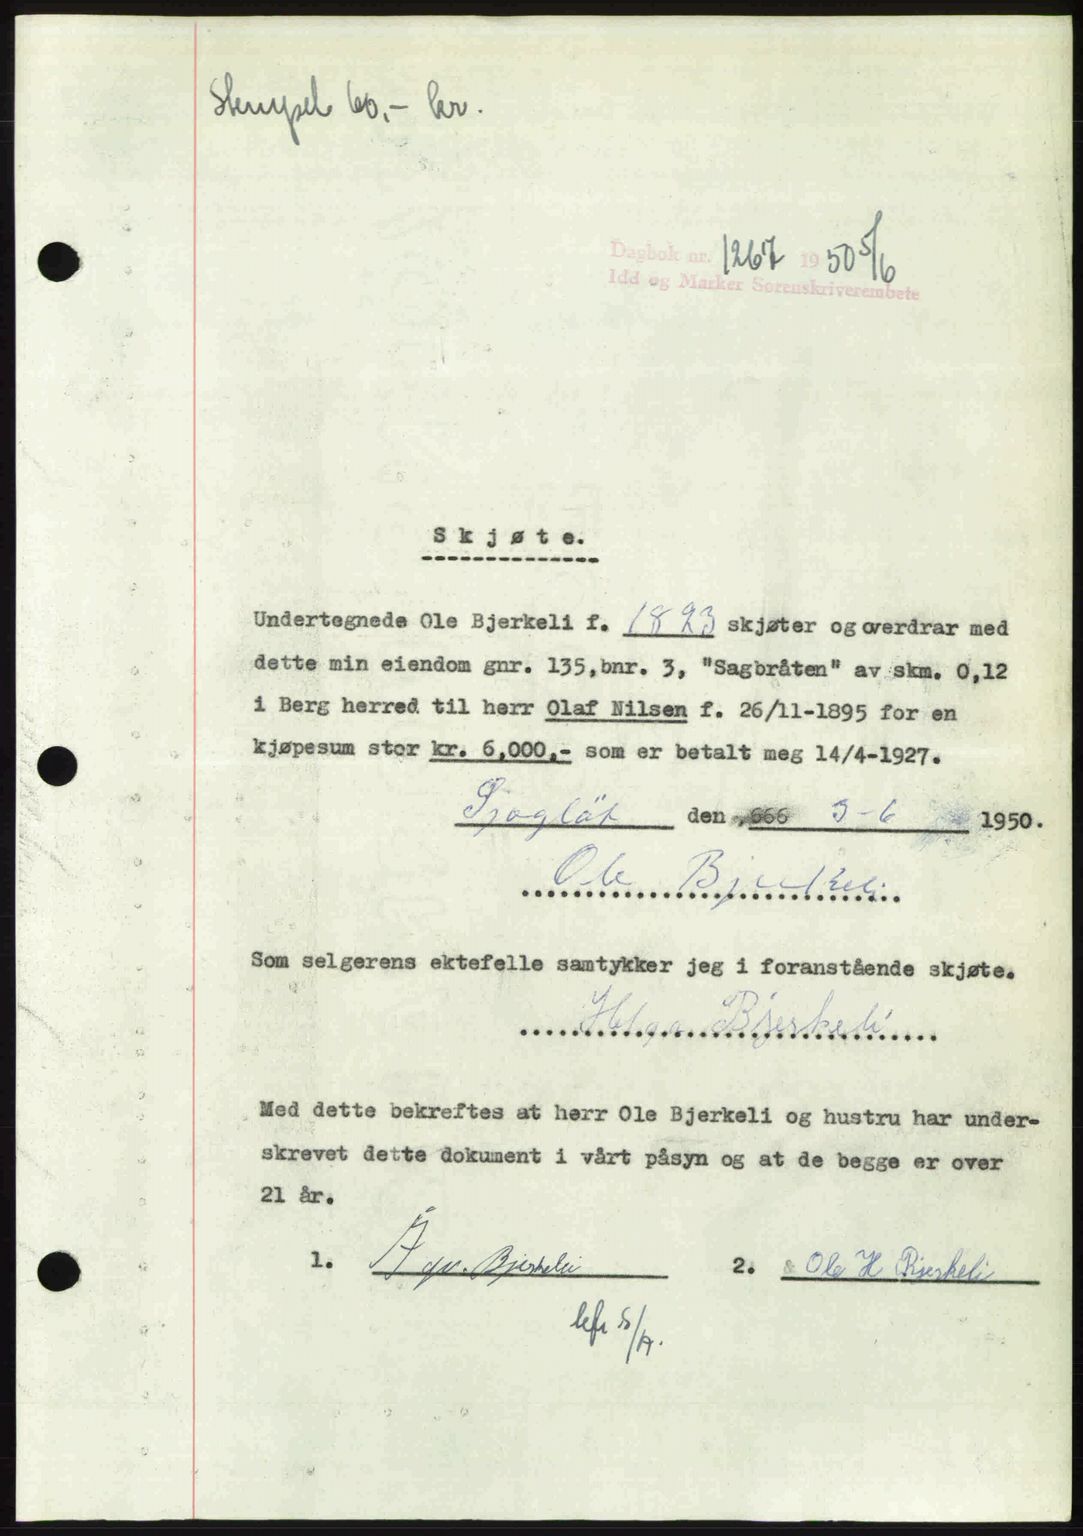 Stempel 60,- kr.
Dagbok nr. 1267 1950 5/6
Idd og Marker Sorenskriverembete
Skjøte.
Undertegnede Ole Bjerkeli f. 1893 skjøter og overdrar med
dette min eiendom gnr. 135,bnr. 3, "Sagbråten" av skm. 0,12
i Berg herred til herr Olaf Nilsen f. 26/11-1895 for en
kjøpesum stor kr. 6,000,- som er betalt meg 14/4-1927.
den 3-6 1950.
Ole Bjerkeli
Som selgerens ektefelle samtykker jeg i foranstående skjøte.
Helga Bjerkeli
Med dette bekreftes at herr Ole Bjerkeli og hustru har under-
skrevet dette dokument i vårt påsyn og at de begge er over
21 år.
1. Bjerkeli 2. Ole H Bjerkeli